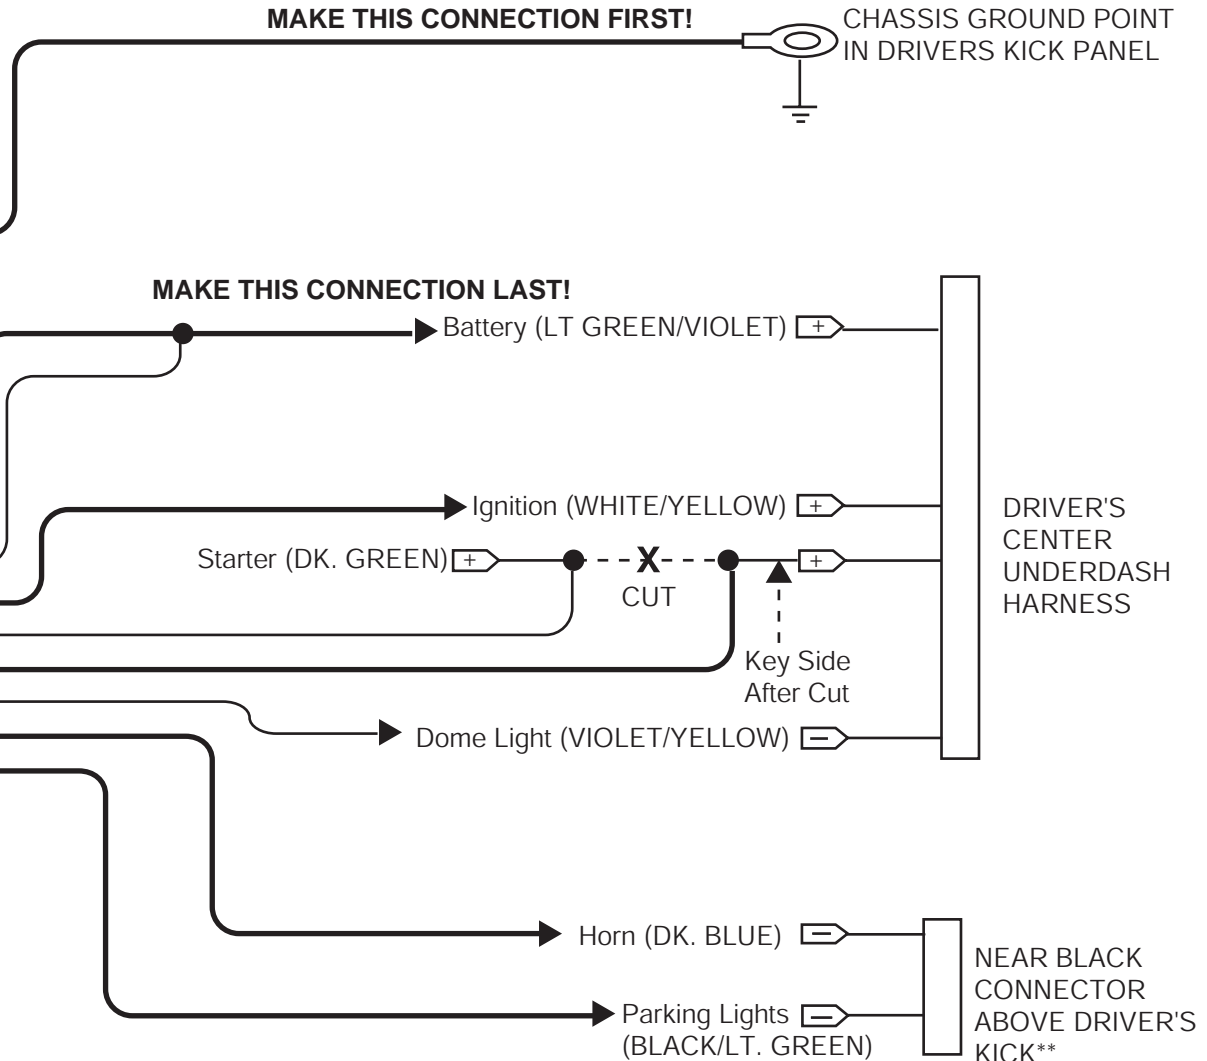 MAKE THIS CONNECTION FIRST!
CHASSIS GROUND POINT
IN DRIVERS KICK PANEL
MAKE THIS CONNECTION LAST!
Battery (LT GREEN/VIOLET) +
Ignition (WHITE/YELLOW) +
Starter (DK. GREEN) + X +
CUT
Key Side
After Cut
DRIVER'S
CENTER
UNDERDASH
HARNESS
Dome Light (VIOLET/YELLOW) –
Horn (DK. BLUE) –
Parking Lights –
(BLACK/LT. GREEN)
NEAR BLACK
CONNECTOR
ABOVE DRIVER'S
KICK**